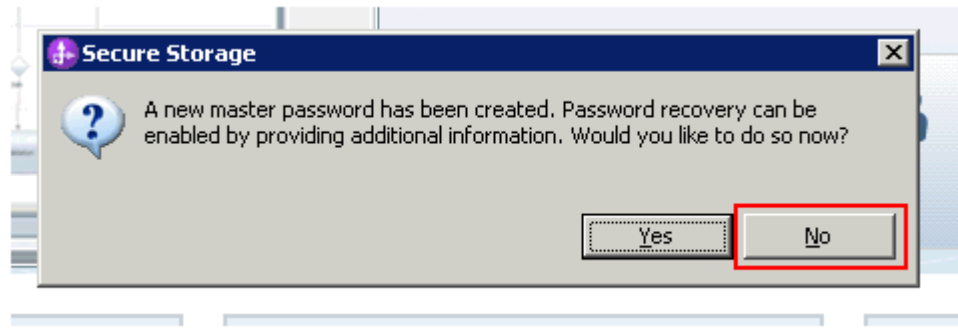 Secure Storage
A new master password has been created. Password recovery can be
enabled by providing additional information. Would you like to do so now?
Yes No